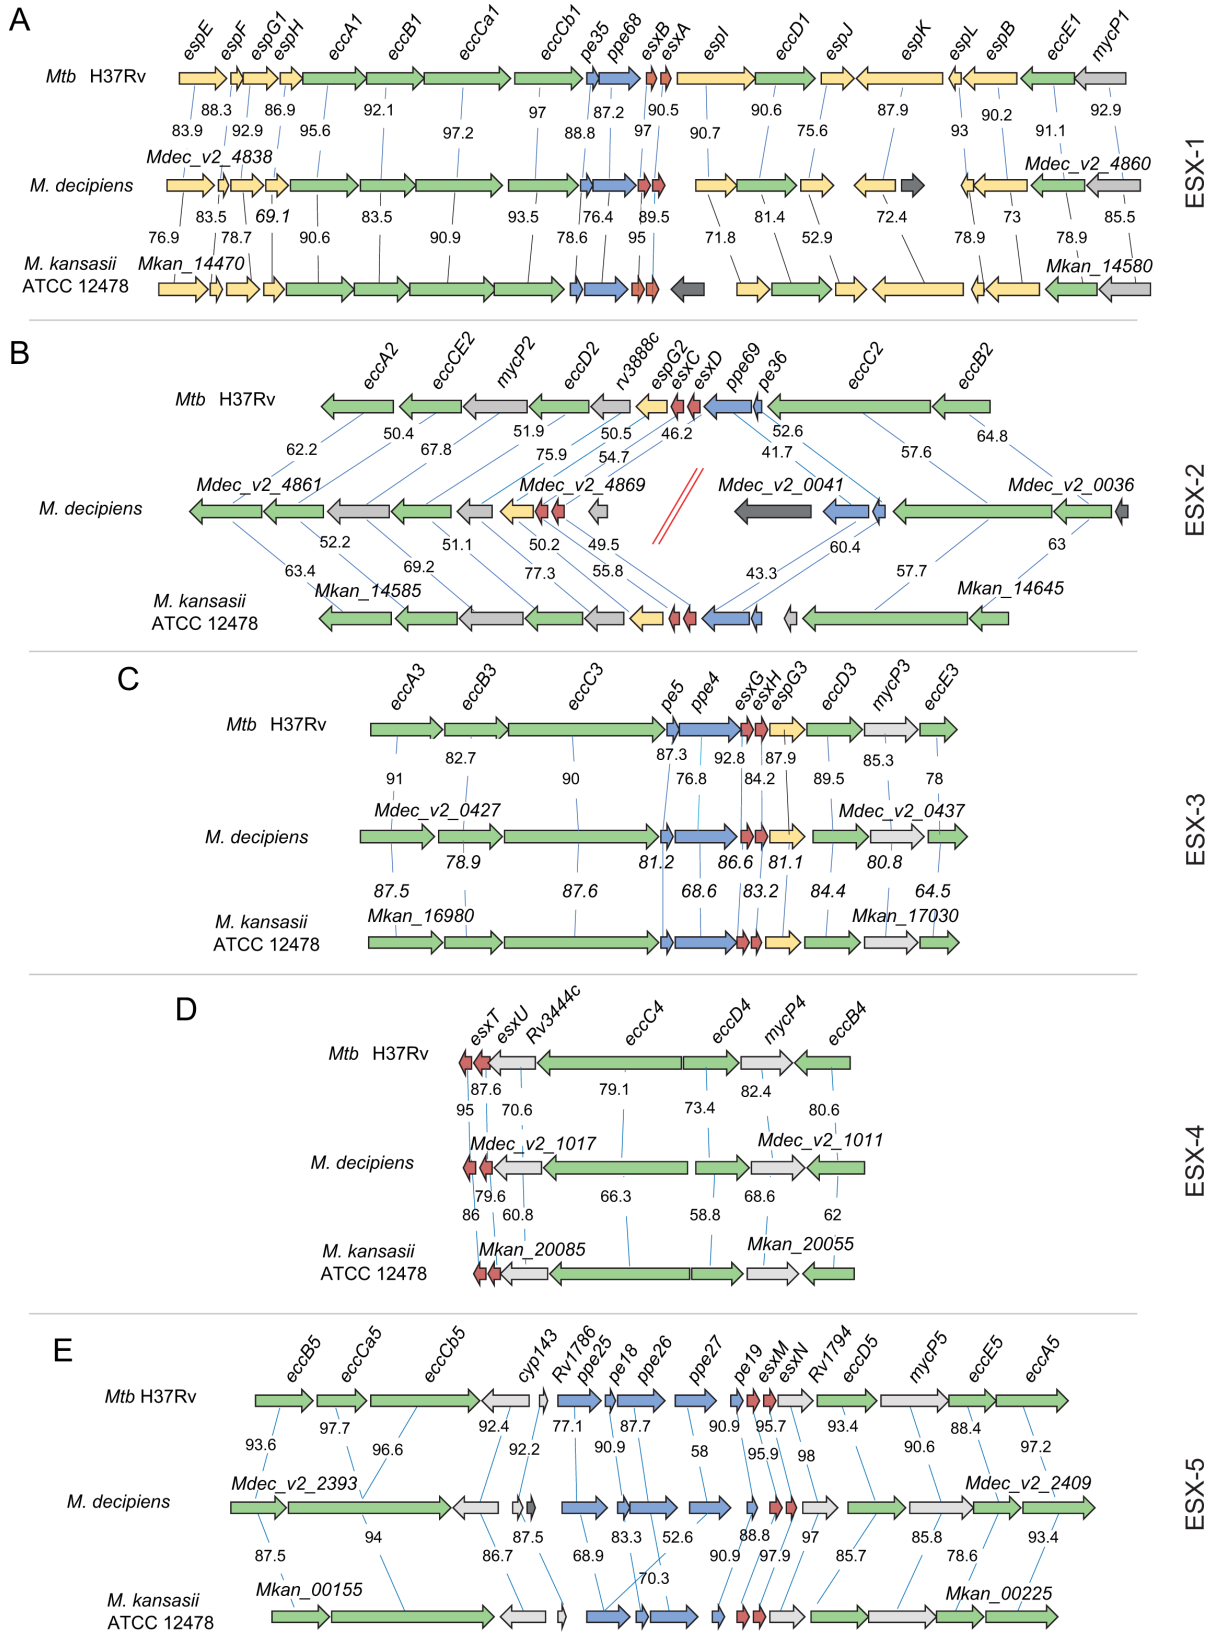 A
espE espF espG1 espH eccA1 eccB1 eccCa1 eccCb1 pe35 ppe68 esxB esxA espI eccD1 espJ espK espL espB eccE1 mycP1
Mtb H37Rv
88.3 86.9 92.1 97 87.2 90.5 90.6 87.9 90.2 92.9
83.9 92.9 95.6 97.2 88.8 97 90.7 75.6 93 91.1
Mdec_v2_4838 Mdec_v2_4860
M. decipiens
83.5 69.1 83.5 93.5 76.4 89.5 81.4 72.4 73 85.5
76.9 78.7 90.6 90.9 78.6 95 71.8 52.9 78.9 78.9
M. kansasii Mkan_14470 Mkan_14580
ATCC 12478
ESX-1
B
eccA2 eccCE2 mycP2 eccD2 rv3888c espG2 esxC esxD ppe69 pe36 eccC2 eccB2
Mtb H37Rv
50.4 51.9 50.5 46.2 52.6 64.8
62.2 67.8 75.9 54.7 41.7 57.6
Mdec_v2_4861 Mdec_v2_4869 Mdec_v2_0041 Mdec_v2_0036
M. decipiens
52.2 51.1 50.2 49.5 60.4 63
63.4 69.2 77.3 55.8 43.3 57.7
Mkan_14585 Mkan_14645
M. kansasii
ATCC 12478
ESX-2
C
eccA3 eccB3 eccC3 pe5 ppe4 esxG esxH espG3 eccD3 mycP3 eccE3
Mtb H37Rv
82.7 87.3 92.8 87.9 85.3
91 90 76.8 84.2 89.5 78
Mdec_v2_0427 Mdec_v2_0437
M. decipiens
78.9 81.2 86.6 81.1 80.8
87.5 87.6 68.6 83.2 84.4 64.5
Mkan_16980 Mkan_17030
M. kansasii
ATCC 12478
ESX-3
D
esxT esxU Rv3444c eccC4 eccD4 mycP4 eccB4
Mtb H37Rv
87.6 79.1 82.4
95 70.6 73.4 80.6
Mdec_v2_1017 Mdec_v2_1011
M. decipiens
79.6 66.3 68.6
86 60.8 58.8 62
Mkan_20085 Mkan_20055
M. kansasii
ATCC 12478
ESX-4
E
eccB5 eccCa5 eccCb5 cyp143 Rv1786 ppe25 pe18 ppe26 ppe27 pe19 esxM esxN Rv1794 eccD5 mycP5 eccE5 eccA5
Mtb H37Rv
97.7 92.4 77.1 87.7 90.9 95.7 93.4 88.4
93.6 96.6 92.2 90.9 58 95.9 98 90.6 97.2
Mdec_v2_2393 Mdec_v2_2409
M. decipiens
94 87.5 83.3 52.6 88.8 97 85.8 93.4
87.5 86.7 68.9 90.9 97.9 85.7 78.6
70.3
Mkan_00155 Mkan_00225
M. kansasii
ATCC 12478
ESX-5